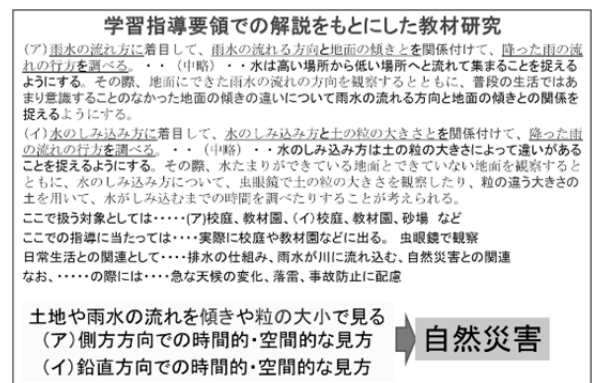 学習指導要領での解説をもとにした教材研究
(ア)雨水の流れ方に着目して、雨水の流れる方向と地面の傾きとを関係付けて、降った雨の流
れの行方を調べる。・・(中略)・・水は高い場所から低い場所へと流れて集まることを捉える
ようにする。その際、地面にできた雨水の流れの方向を観察するとともに、普段の生活ではあ
まり意識することのなかった地面の傾きの違いについて雨水の流れる方向と地面の傾きとの関係を
捉えるようにする。
(イ)水のしみ込み方に着目して、水のしみ込み方と土の粒の大きさとを関係付けて、降った雨
の流れの行方を調べる。・・(中略)・・水のしみ込み方は土の粒の大きさによって違いがある
ことを捉えるようにする。その際、水たまりができている地面とできていない地面を観察すると
ともに、水のしみ込み方について、虫眼鏡で土の粒の大きさを観察したり、粒の違う大きさの
土を用いて、水がしみ込むまでの時間を調べたりすることが考えられる。
ここで扱う対象としては・・・・・(ア)校庭、教材園、(イ)校庭、教材園、砂場 など
ここでの指導に当たっては・・・・実際に校庭や教材園などに出る。 虫眼鏡で観察
日常生活との関連として・・・・排水の仕組み、雨水が川に流れ込む、自然災害との関連
なお、・・・・・の際には・・・・急な天候の変化、落雷、事故防止に配慮
土地や雨水の流れを傾きや粒の大小で見る
(ア)側方方向での時間的・空間的な見方
(イ)鉛直方向での時間的・空間的な見方
自然災害